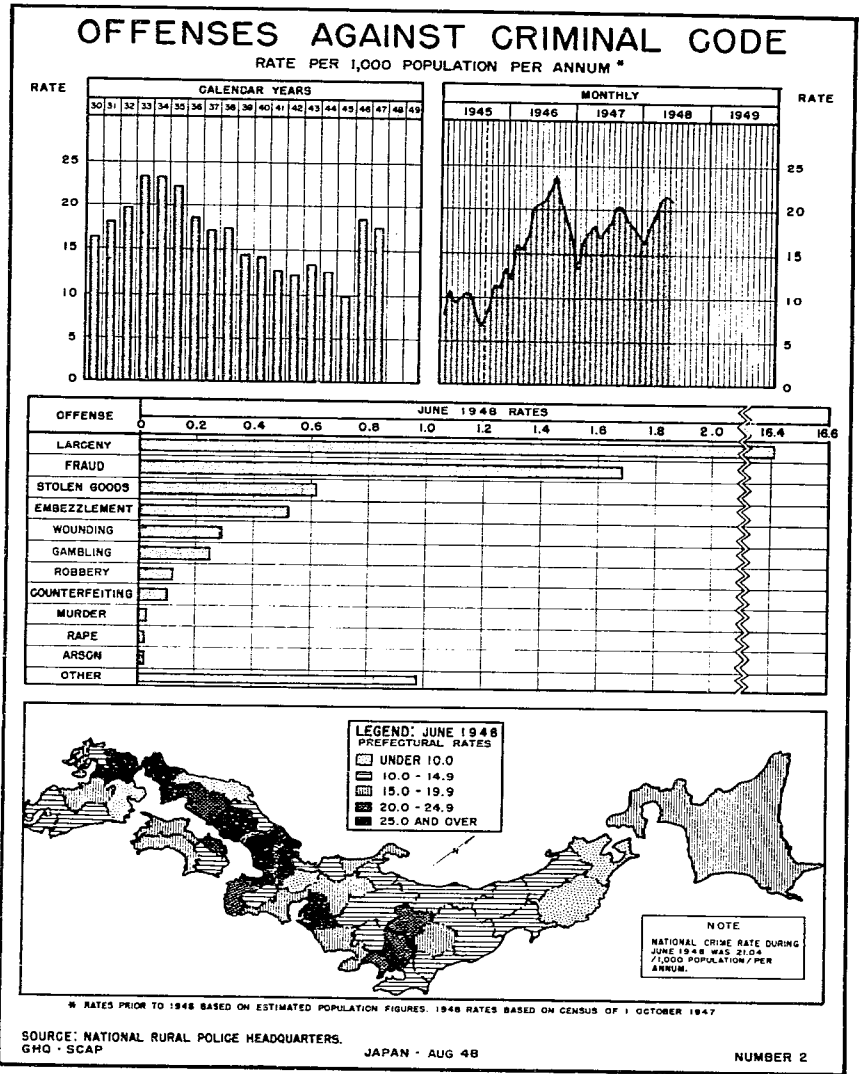 OFFENSES AGAINST CRIMINAL CODE
RATE PER 1,000 POPULATION PER ANNUM *
RATE
CALENDAR YEARS
30 31 32 33 34 35 36 37 38 39 40 41 42 43 44 45 46 47 48 49
25
20
15
10
5
0
MONTHLY
RATE
1945 1946 1947 1948 1949
25
20
15
10
5
0
OFFENSE
JUNE 1948 RATES
0 0.2 0.4 0.6 0.8 1.0 1.2 1.4 1.6 1.8 2.0 16.4 16.6
LARCENY
FRAUD
STOLEN GOODS
EMBEZZLEMENT
WOUNDING
GAMBLING
ROBBERY
COUNTERFEITING
MURDER
RAPE
ARSON
OTHER
LEGEND: JUNE 1948
PREFECTURAL RATES
UNDER 10.0
10.0 - 14.9
15.0 - 19.9
20.0 - 24.9
25.0 AND OVER
N
NOTE
NATIONAL CRIME RATE DURING
JUNE 1948 WAS 21.04
/1,000 POPULATION/PER
ANNUM.
* RATES PRIOR TO 1948 BASED ON ESTIMATED POPULATION FIGURES. 1948 RATES BASED ON CENSUS OF 1 OCTOBER 1947
SOURCE: NATIONAL RURAL POLICE HEADQUARTERS.
GHQ - SCAP
JAPAN - AUG 48
NUMBER 2